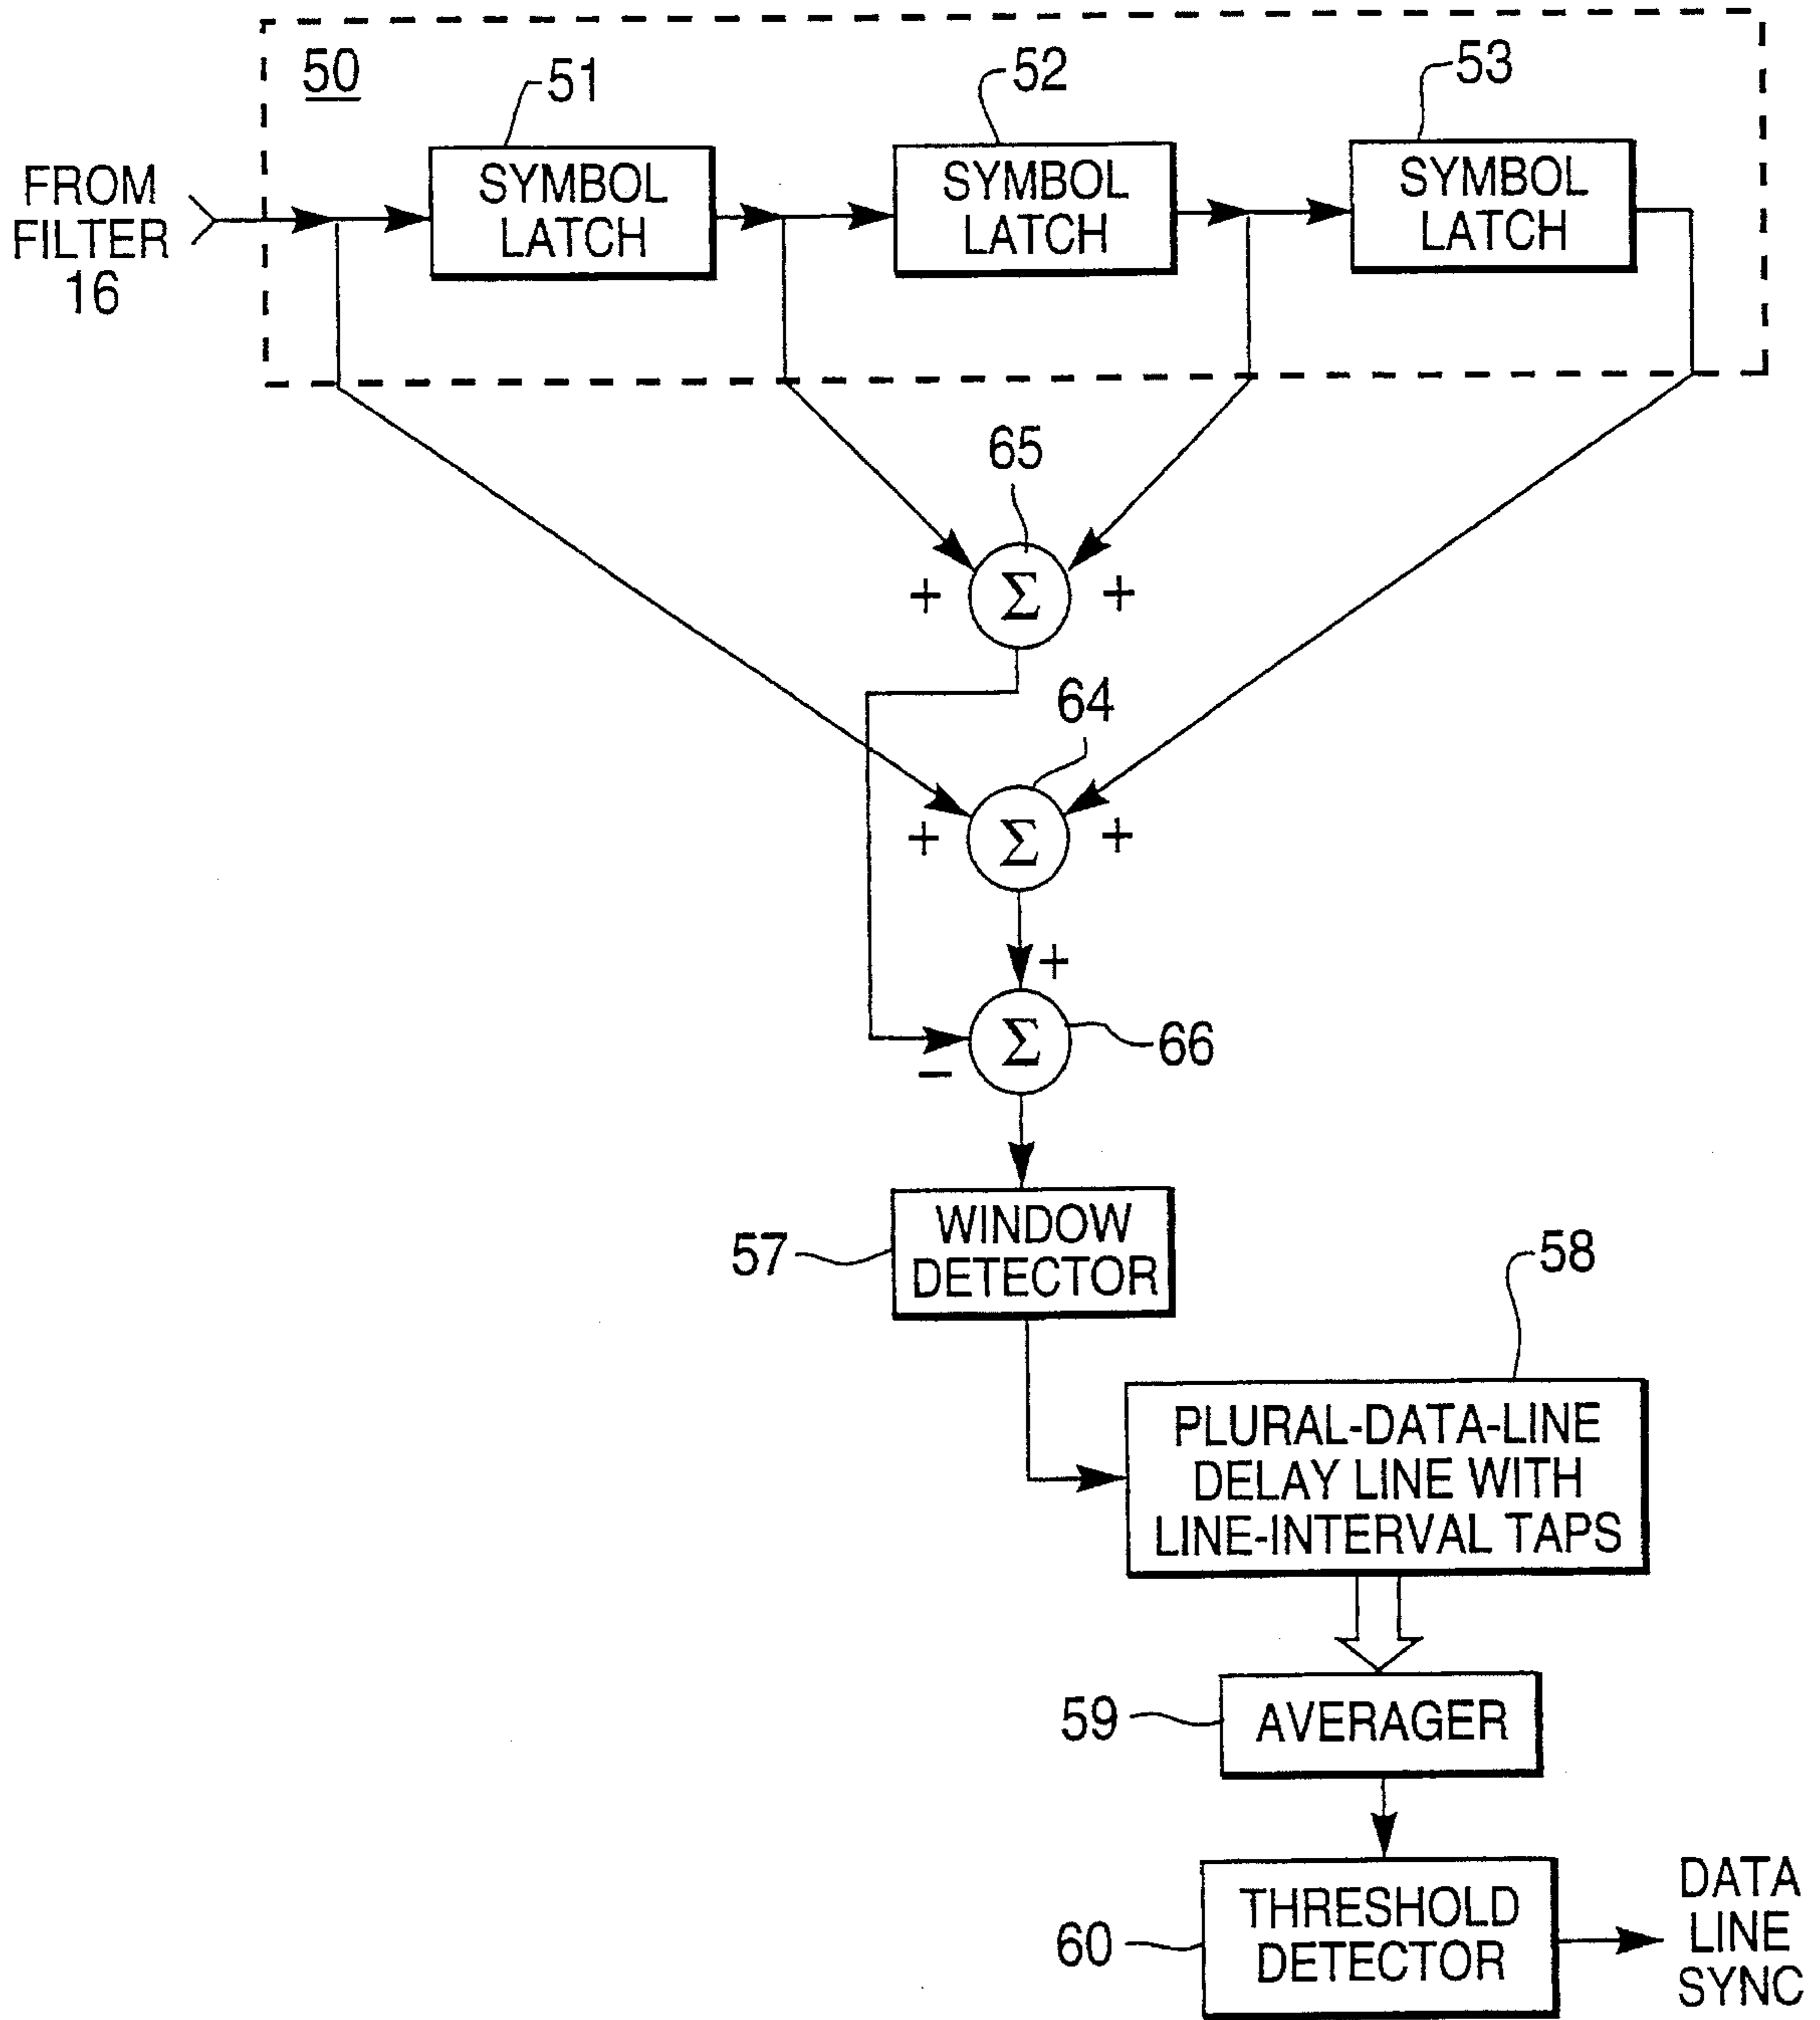 50
51
52
53
FROM
FILTER
16
SYMBOL
LATCH
SYMBOL
LATCH
SYMBOL
LATCH
65
+ Σ +
64
+ Σ +
+
Σ
−
66
57
WINDOW
DETECTOR
58
PLURAL-DATA-LINE
DELAY LINE WITH
LINE-INTERVAL TAPS
59
AVERAGER
60
THRESHOLD
DETECTOR
DATA
LINE
SYNC